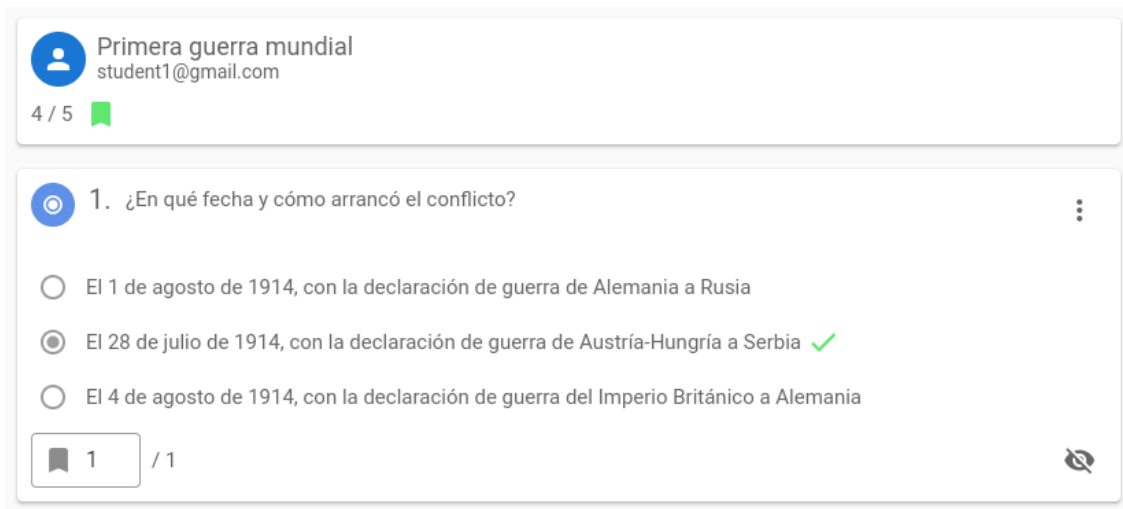 Primera guerra mundial
student1@gmail.com
4 / 5
1. ¿En qué fecha y cómo arrancó el conflicto?
El 1 de agosto de 1914, con la declaración de guerra de Alemania a Rusia
El 28 de julio de 1914, con la declaración de guerra de Austría-Hungría a Serbia
El 4 de agosto de 1914, con la declaración de guerra del Imperio Británico a Alemania
1 / 1